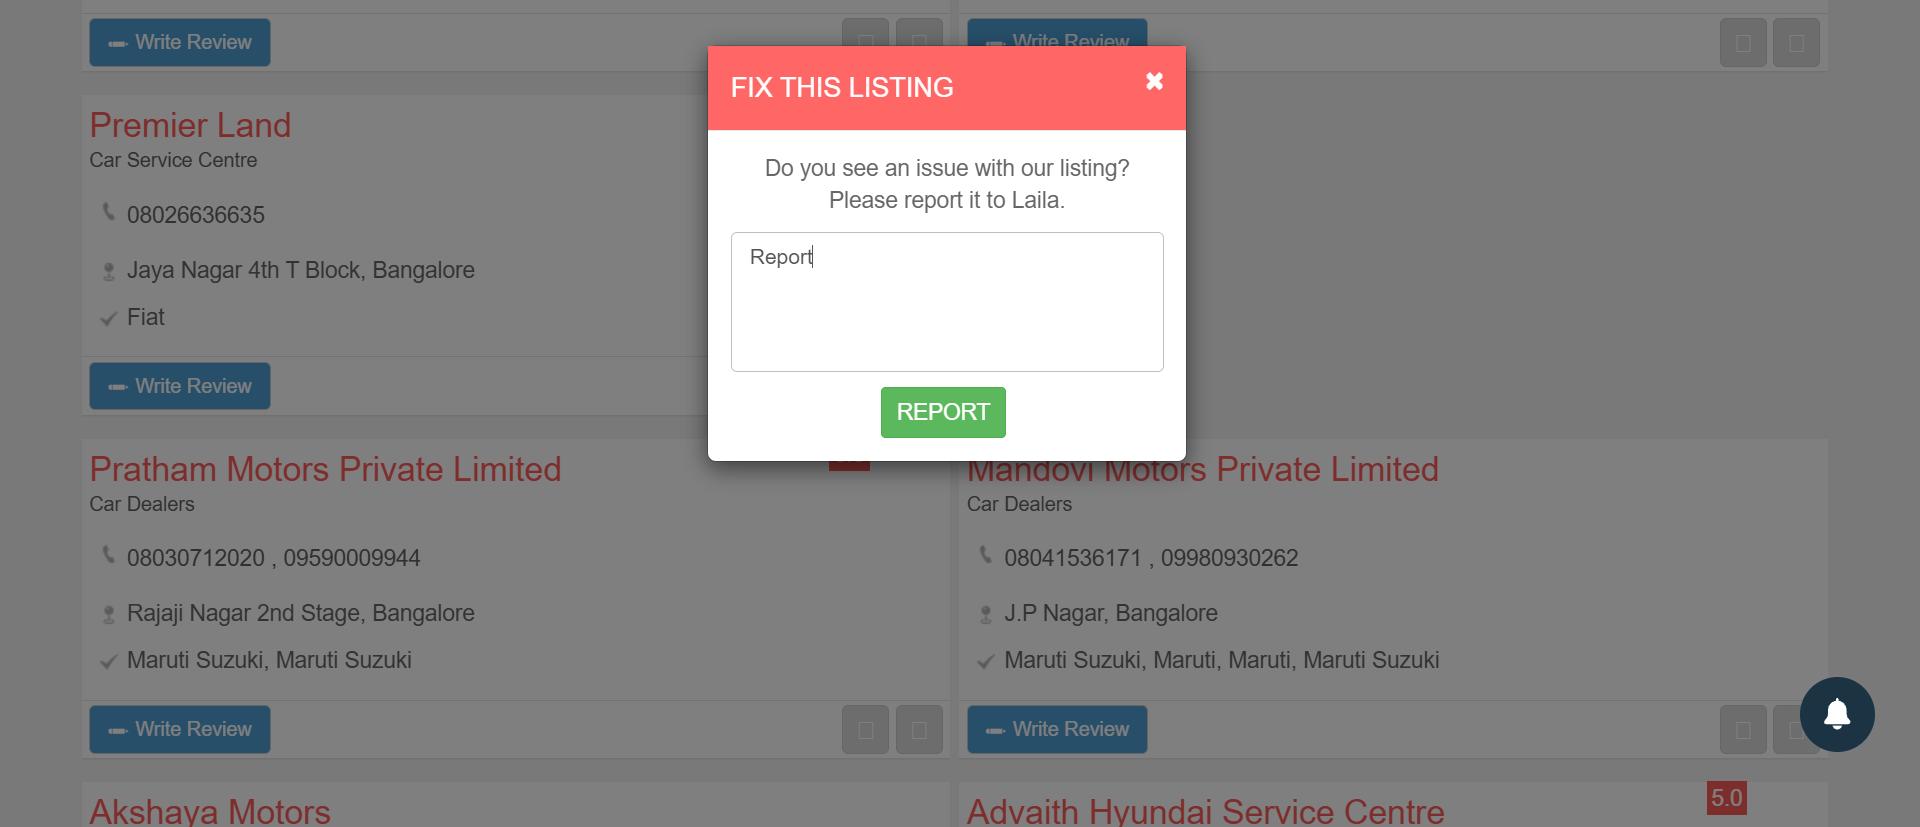 Write Review
Write Review
FIX THIS LISTING
Do you see an issue with our listing?
Please report it to Laila.
Report
REPORT
Premier Land
Car Service Centre
08026636635
Jaya Nagar 4th T Block, Bangalore
Fiat
Write Review
Pratham Motors Private Limited
Car Dealers
08030712020 , 09590009944
Rajaji Nagar 2nd Stage, Bangalore
Maruti Suzuki, Maruti Suzuki
Write Review
Mandovi Motors Private Limited
Car Dealers
08041536171 , 09980930262
J.P Nagar, Bangalore
Maruti Suzuki, Maruti, Maruti, Maruti Suzuki
Write Review
Akshaya Motors
Advaith Hyundai Service Centre
5.0